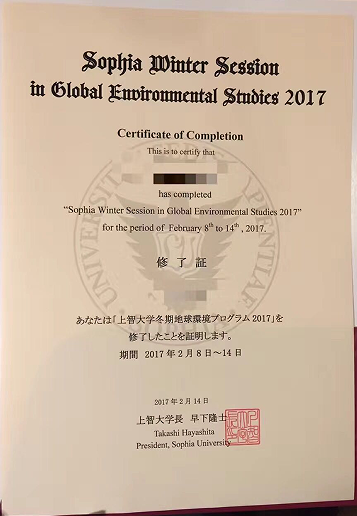 Sophia Winter Session
in Global Environmental Studies 2017
Certificate of Completion
This is to certify that
has completed
“Sophia Winter Session in Global Environmental Studies 2017”
for the period of February 8th to 14th , 2017.
修了証
あなたは「上智大学冬期地球環境プログラム2017」を
修了したことを証明します。
期間 2017年2月8日～14日
2017年2月14日
上智大学長 早下隆士
Takashi Hayashita
President, Sophia University